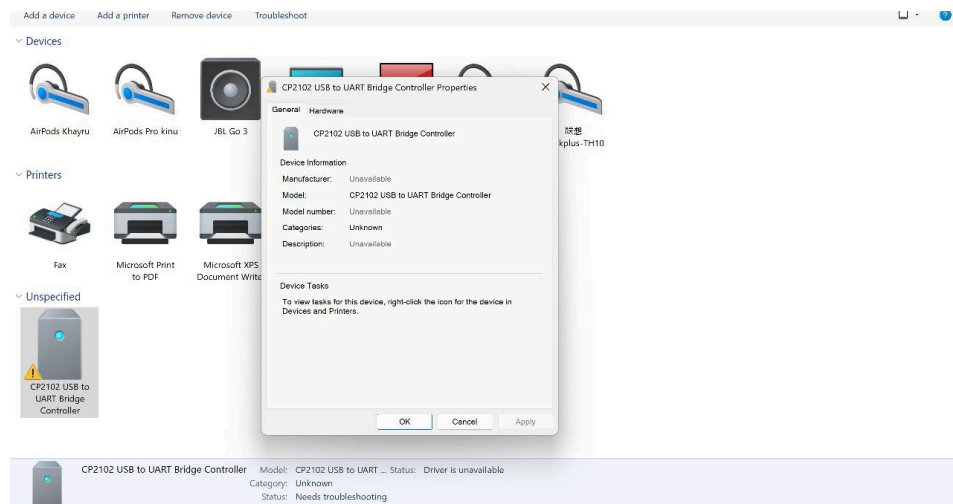 Add a device Add a printer Remove device Troubleshoot
Devices
AirPods Khayru
AirPods Pro kinu
JBL Go 3
联想
kplus-TH10
CP2102 USB to UART Bridge Controller Properties
General Hardware
CP2102 USB to UART Bridge Controller
Device Information
Manufacturer: Unavailable
Model: CP2102 USB to UART Bridge Controller
Model number: Unavailable
Categories: Unknown
Description: Unavailable
Device Tasks
To view tasks for this device, right-click the icon for the device in
Devices and Printers.
OK Cancel Apply
Printers
Fax
Microsoft Print
to PDF
Microsoft XPS
Document Write
Unspecified
CP2102 USB to
UART Bridge
Controller
CP2102 USB to UART Bridge Controller Model: CP2102 USB to UART ... Status: Driver is unavailable
Category: Unknown
Status: Needs troubleshooting